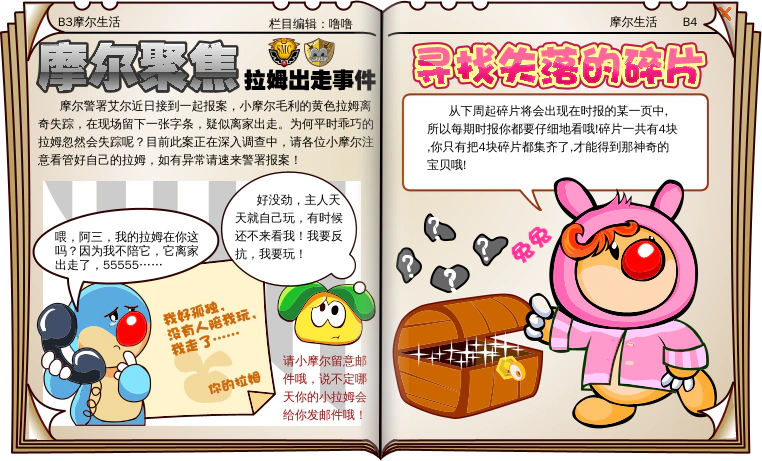 B3摩尔生活
栏目编辑：噜噜
摩尔聚焦
SMC
拉姆出走事件
摩尔警署艾尔近日接到一起报案，小摩尔毛利的黄色拉姆离
奇失踪，在现场留下一张字条，疑似离家出走。为何平时乖巧的
拉姆忽然会失踪呢？目前此案正在深入调查中，请各位小摩尔注
意看管好自己的拉姆，如有异常请速来警署报案！
好没劲，主人天
天就自己玩，有时候
还不来看我！我要反
抗，我要玩！
喂，阿三，我的拉姆在你这
吗？因为我不陪它，它离家
出走了，55555……
我好孤独，
没有人陪我玩，
我走了……
你的拉姆
请小摩尔留意邮
件哦，说不定哪
天你的小拉姆会
给你发邮件哦！
摩尔生活
B4
寻找失落的碎片
从下周起碎片将会出现在时报的某一页中，
所以每期时报你都要仔细地看哦!碎片一共有4块
,你只有把4块碎片都集齐了,才能得到那神奇的
宝贝哦!
?
?
?
?
兔兔